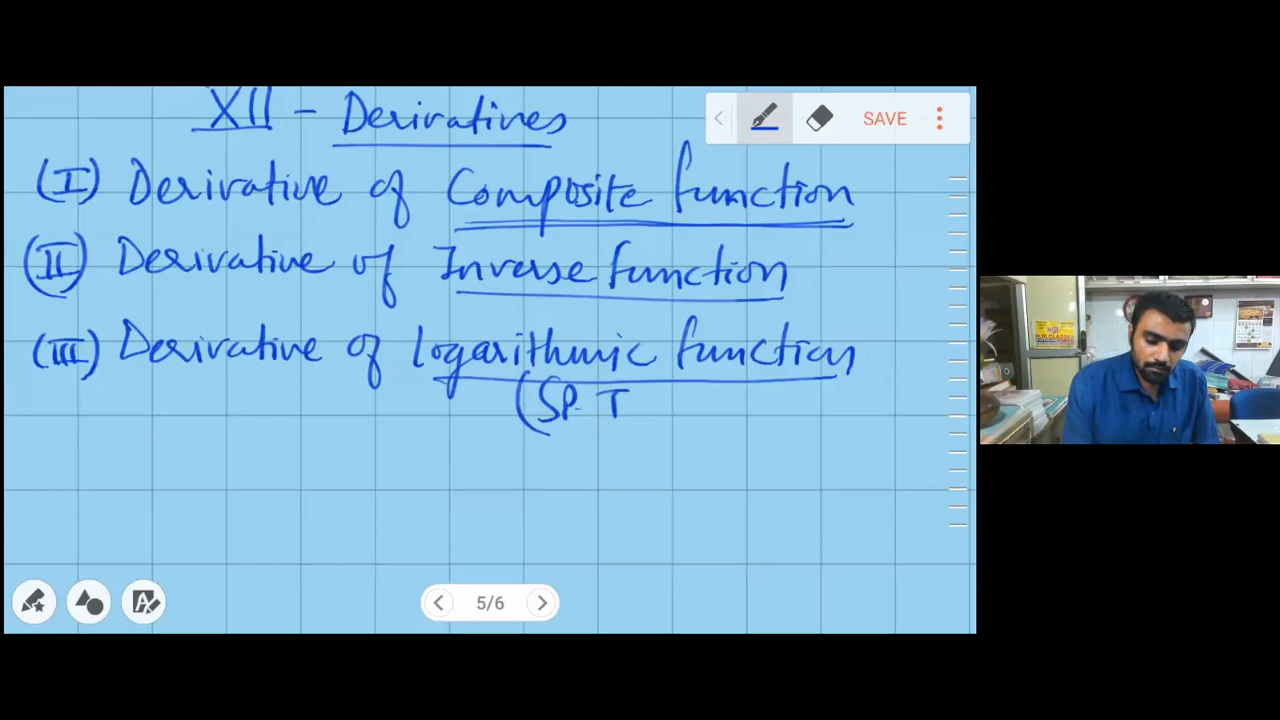 XII - Derivatives
SAVE
(I) Derivative of Composite function
(II) Derivative of Inverse function
(III) Derivative of logarithmic function
(SP. T
5/6